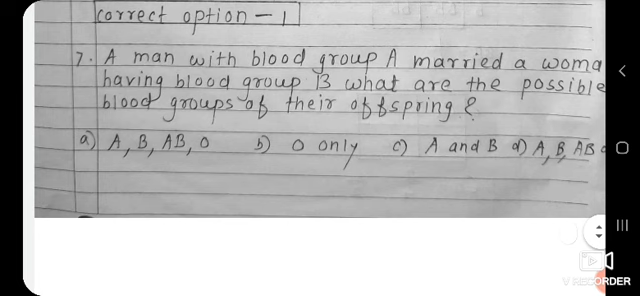 correct option - 1
7. A man with blood group A married a woma
having blood group B what are the possible
blood groups of their offspring?
a) A, B, AB, O b) O only c) A and B d) A, B, AB
V RECORDER